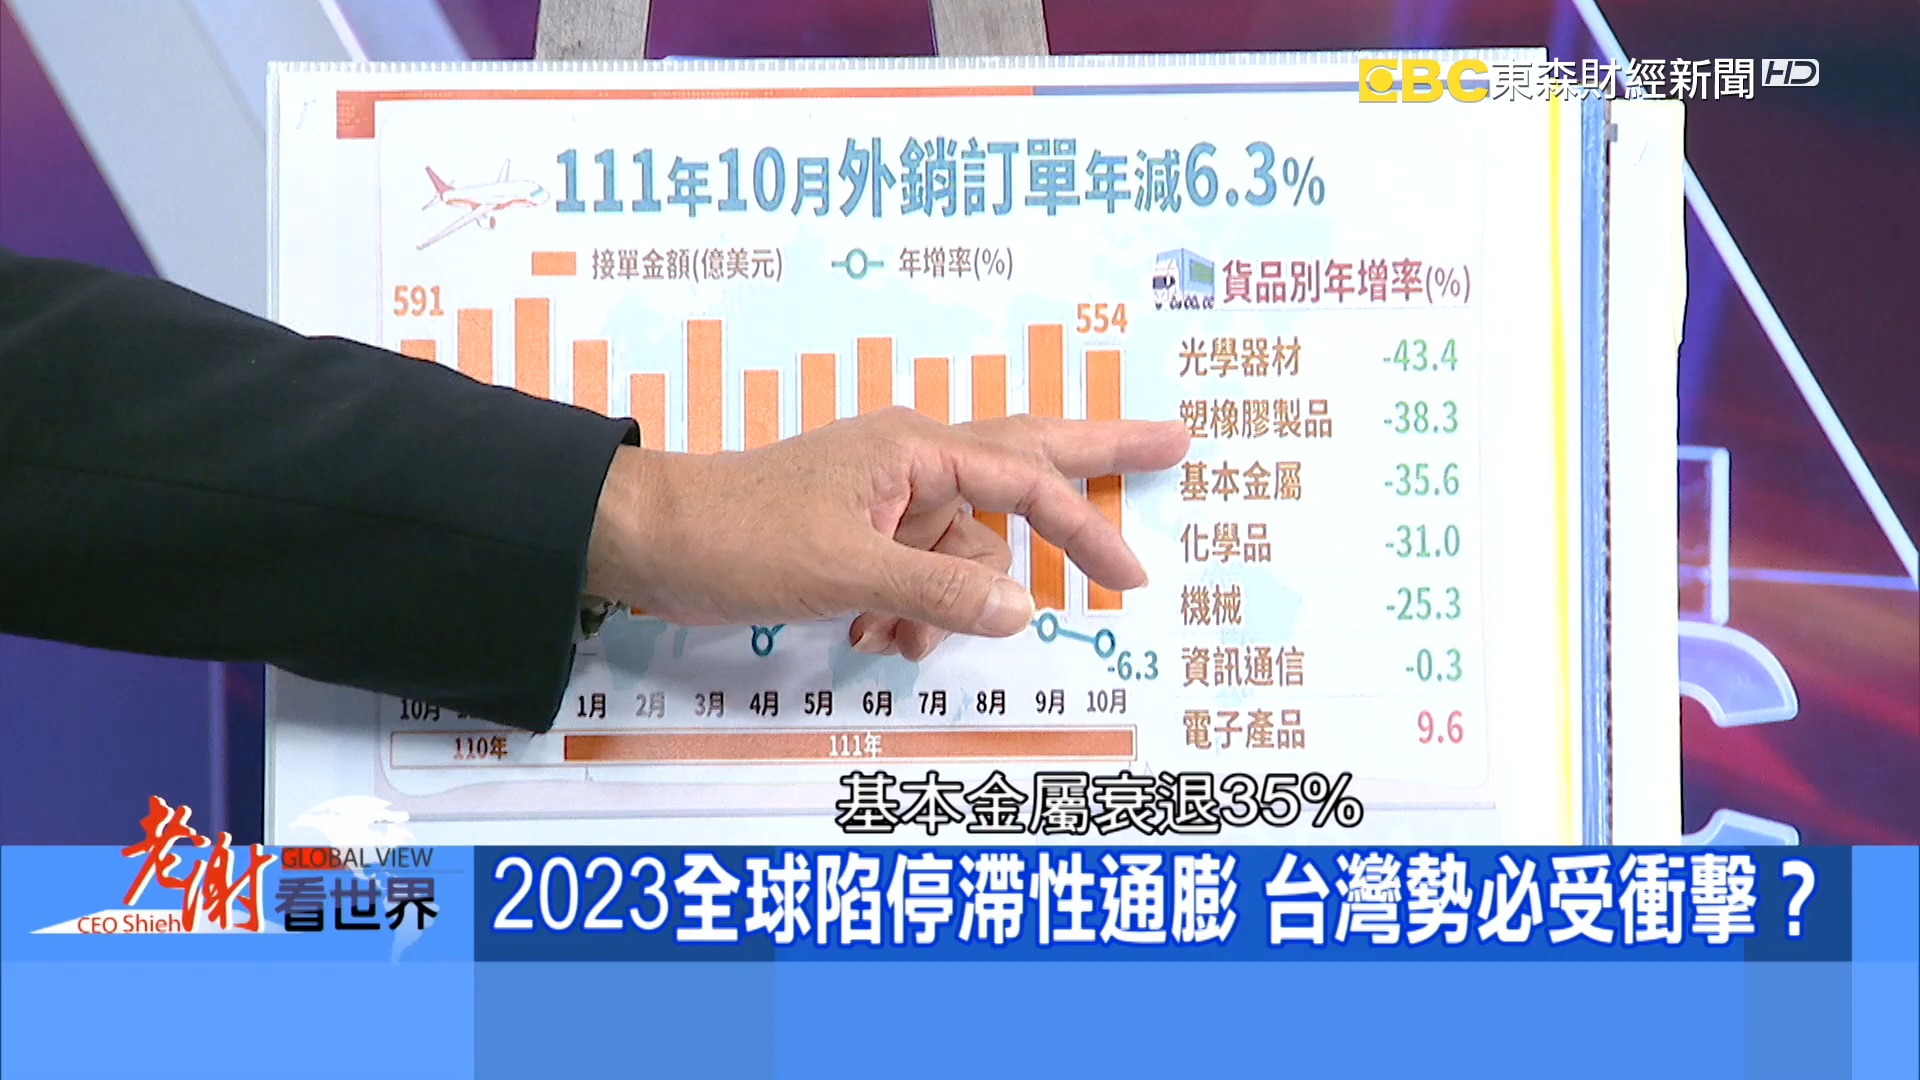 EBC東森財經新聞HD
111年10月外銷訂單年減6.3%
接單金額(億美元) 年增率(%)
貨品別年增率(%)
591
554
光學器材 -43.4
塑橡膠製品 -38.3
基本金屬 -35.6
化學品 -31.0
機械 -25.3
資訊通信 -0.3
電子產品 9.6
-6.3
10月 1月 2月 3月 4月 5月 6月 7月 8月 9月 10月
110年 111年
基本金屬衰退35%
老謝
GLOBAL VIEW
看世界
CEO Shieh
2023全球陷停滯性通膨 台灣勢必受衝擊？